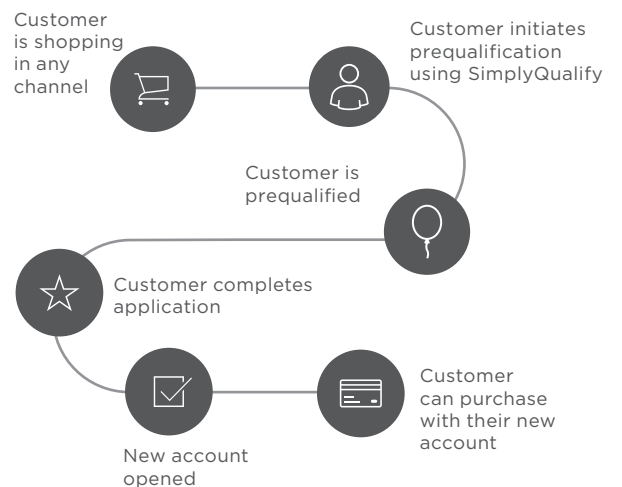 Customer
is shopping
in any
channel
Customer initiates
prequalification
using SimplyQualify
Customer is
prequalified
Customer completes
application
New account
opened
Customer
can purchase
with their new
account